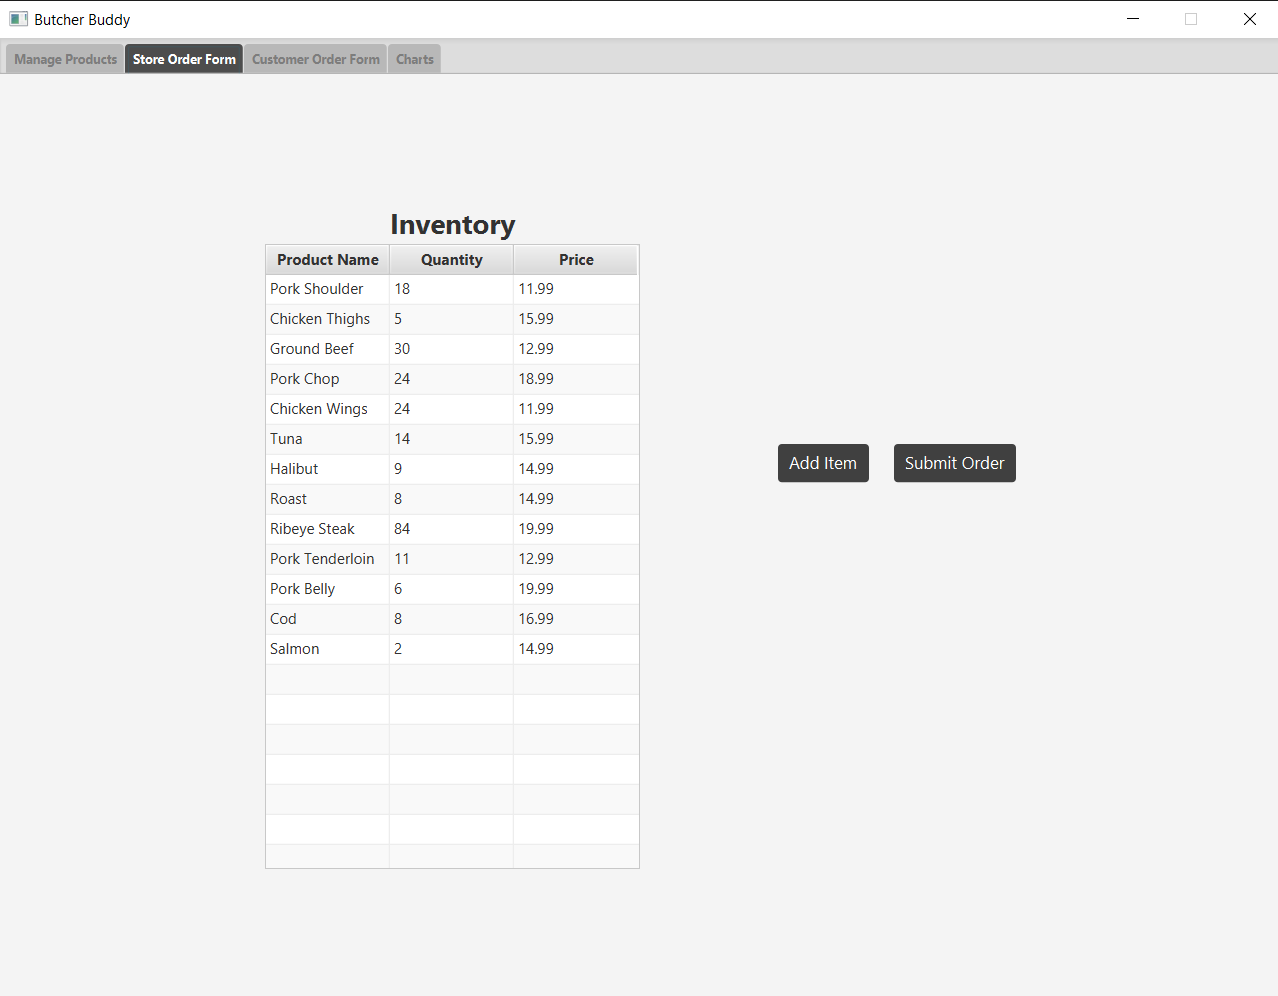 Butcher Buddy
Manage Products Store Order Form Customer Order Form Charts
Inventory
Product Name Quantity Price
Pork Shoulder 18 11.99
Chicken Thighs 5 15.99
Ground Beef 30 12.99
Pork Chop 24 18.99
Chicken Wings 24 11.99
Tuna 14 15.99
Halibut 9 14.99
Roast 8 14.99
Ribeye Steak 84 19.99
Pork Tenderloin 11 12.99
Pork Belly 6 19.99
Cod 8 16.99
Salmon 2 14.99
Add Item Submit Order